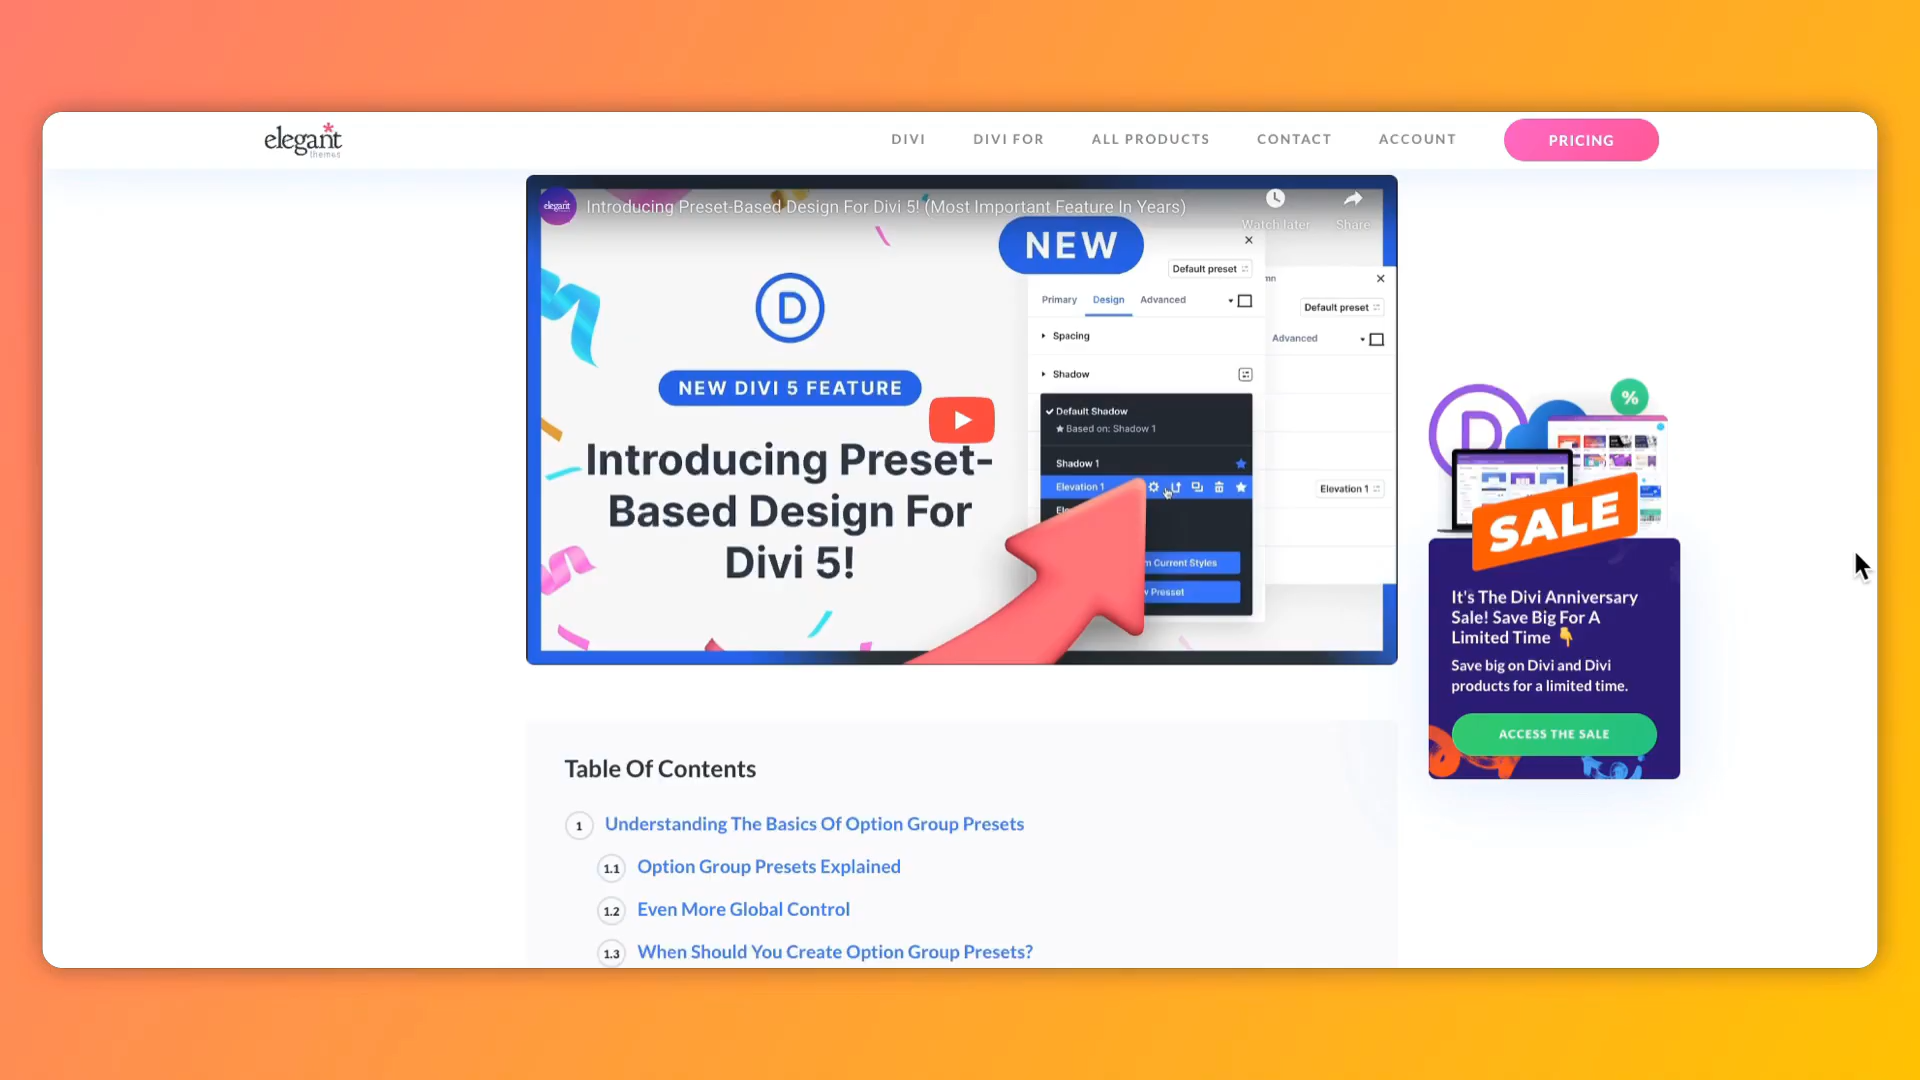 elegant
themes
DIVI
DIVI FOR
ALL PRODUCTS
CONTACT
ACCOUNT
PRICING
elegant
Introducing Preset-Based Design For Divi 5! (Most Important Feature In Years)
Watch later
Share
NEW
D
NEW DIVI 5 FEATURE
Introducing Preset-
Based Design For
Divi 5!
Default preset
Primary
Design
Advanced
Spacing
Shadow
Default Shadow
Based on: Shadow 1
Shadow 1
Elevation 1
m Current Styles
w Presset
mn
Default preset
Advanced
Elevation 1
D
%
SALE
It's The Divi Anniversary
Sale! Save Big For A
Limited Time 👇
Save big on Divi and Divi
products for a limited time.
ACCESS THE SALE
Table Of Contents
1 Understanding The Basics Of Option Group Presets
1.1 Option Group Presets Explained
1.2 Even More Global Control
1.3 When Should You Create Option Group Presets?